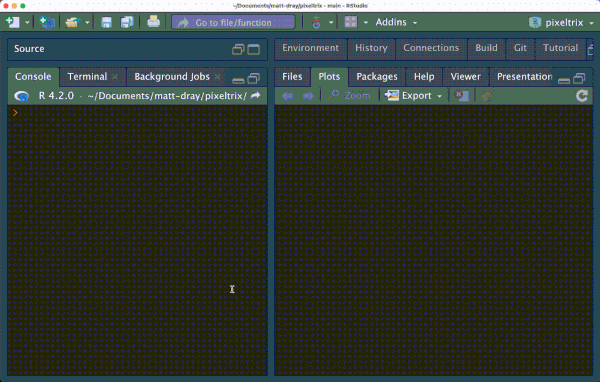 ~/Documents/matt-dray/pixeltrix - main - RStudio
Go to file/function
Addins
pixeltrix
Source
Environment History Connections Build Git Tutorial
Console Terminal Background Jobs
Files Plots Packages Help Viewer Presentation
R 4.2.0 · ~/Documents/matt-dray/pixeltrix/
Zoom Export
>